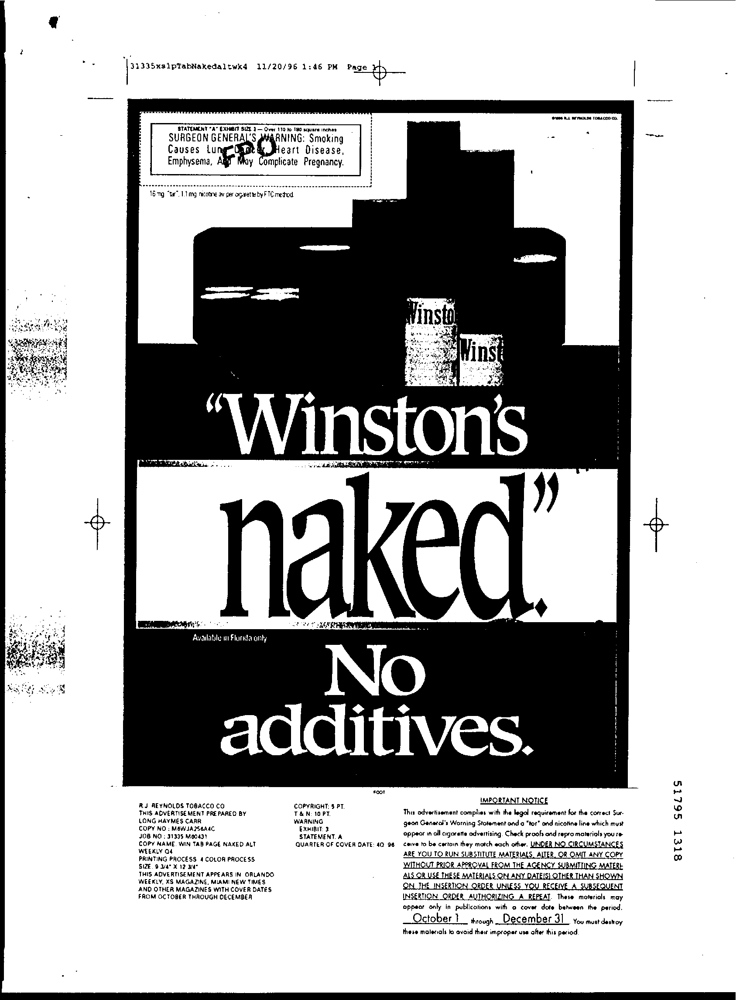 31335xslpTabNakedaltwk4 11/20/96 1:46 PM Page 1
©1996 R.J. REYNOLDS TOBACCO CO.
STATEMENT "A" EXHIBIT SIZE 3 — Over 110 to 180 square inches
SURGEON GENERAL'S WARNING: Smoking
Causes Lung Cancer, Heart Disease,
Emphysema, And May Complicate Pregnancy.
FPO
16 mg. "tar", 1.1 mg. nicotine av. per cigarette by FTC method.
Winsto
Winst
“Winston's
naked.”
Available in Florida only
No
additives.
R.J. REYNOLDS TOBACCO CO
THIS ADVERTISEMENT PREPARED BY
LONG HAYMES CARR
COPY NO : M6WJA256A4C
JOB NO : 31335 M60431
COPY NAME: WIN TAB PAGE NAKED ALT
WEEKLY Q4
PRINTING PROCESS: 4 COLOR PROCESS
SIZE: 9 3/4" X 12 3/4"
THIS ADVERTISEMENT APPEARS IN: ORLANDO
WEEKLY, XS MAGAZINE, MIAMI NEW TIMES
AND OTHER MAGAZINES WITH COVER DATES
FROM OCTOBER THROUGH DECEMBER
COPYRIGHT: 5 PT.
T & N: 10 PT.
WARNING
EXHIBIT: 3
STATEMENT: A
QUARTER OF COVER DATE: 4Q 96
IMPORTANT NOTICE
This advertisement complies with the legal requirement for the correct Sur-
geon General's Warning Statement and a "tar" and nicotine line which must
appear in all cigarette advertising. Check proofs and repro materials you re-
ceive to be certain they match each other. UNDER NO CIRCUMSTANCES
ARE YOU TO RUN SUBSTITUTE MATERIALS, ALTER, OR OMIT ANY COPY
WITHOUT PRIOR APPROVAL FROM THE AGENCY SUBMITTING MATERI-
ALS OR USE THESE MATERIALS ON ANY DATE(S) OTHER THAN SHOWN
ON THE INSERTION ORDER UNLESS YOU RECEIVE A SUBSEQUENT
INSERTION ORDER AUTHORIZING A REPEAT. These materials may
appear only in publications with a cover date between the period.
October 1 through December 31 You must destroy
these materials to avoid their improper use after this period.
51795 1318